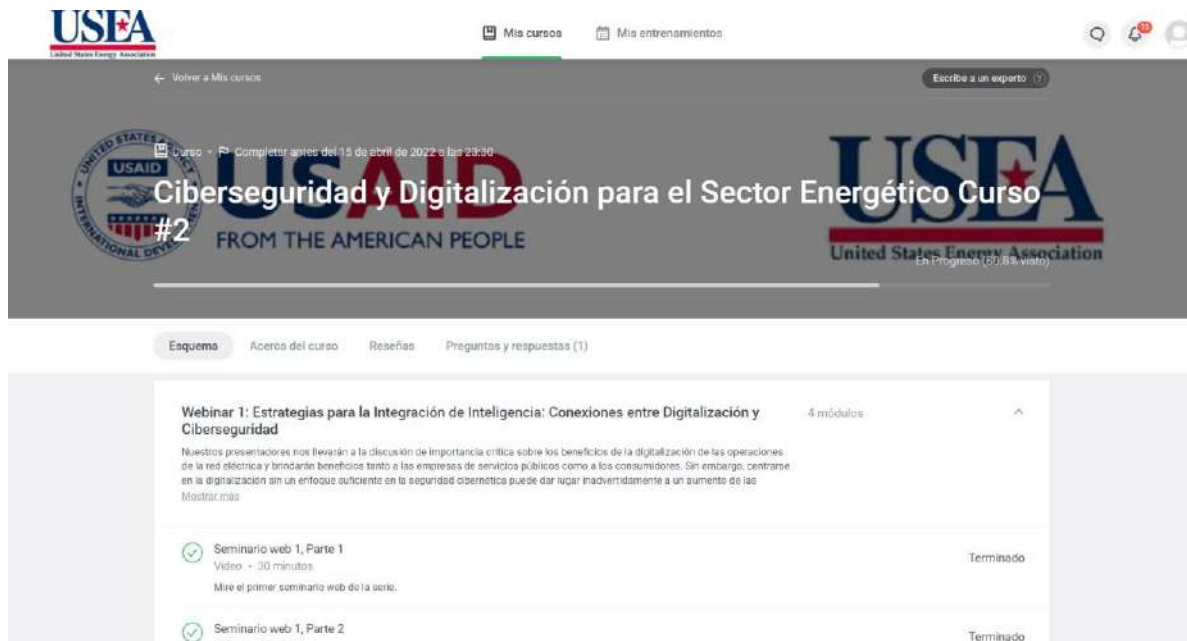 USEA
United States Energy Association
Mis cursos
Mis entrenamientos
← Volver a Mis cursos
Escribe a un experto
Curso • Completar antes del 15 de abril de 2022 a las 23:30
USAID
UNITED STATES
USAID
INTERNATIONAL
FROM THE AMERICAN PEOPLE
USEA
United States Energy Association
Ciberseguridad y Digitalización para el Sector Energético Curso
#2
En Progreso (80,8% visto)
Esquema
Acerca del curso
Reseñas
Preguntas y respuestas (1)
Webinar 1: Estrategias para la Integración de Inteligencia: Conexiones entre Digitalización y
Ciberseguridad
4 módulos
Nuestros presentadores nos llevarán a la discusión de importancia crítica sobre los beneficios de la digitalización de las operaciones
de la red eléctrica y brindarán beneficios tanto a las empresas de servicios públicos como a los consumidores. Sin embargo, centrarse
en la digitalización sin un enfoque suficiente en la seguridad cibernética puede dar lugar inadvertidamente a un aumento de las
Mostrar más
Seminario web 1, Parte 1
Video • 30 minutos
Terminado
Mire el primer seminario web de la serie.
Seminario web 1, Parte 2
Terminado